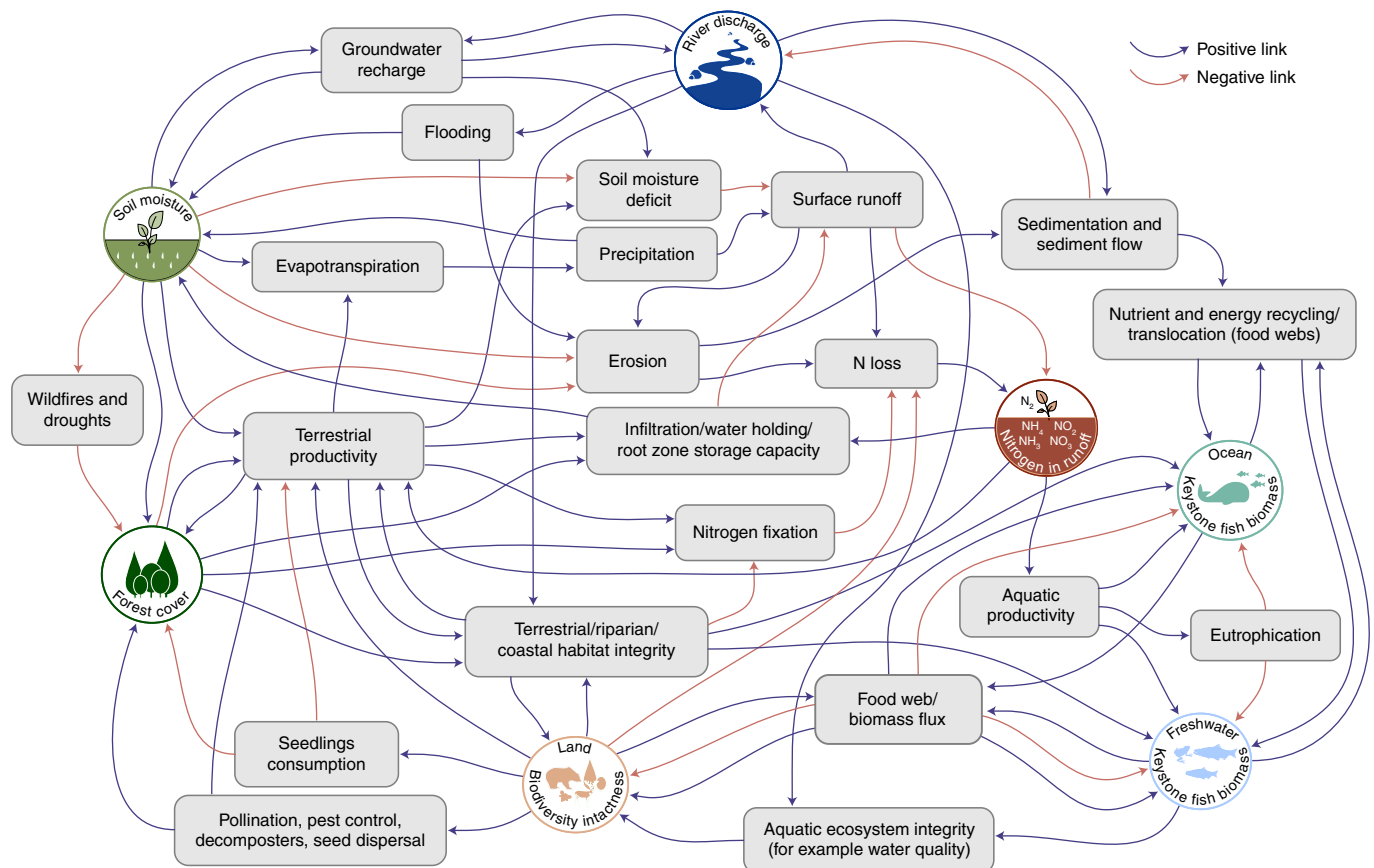 River discharge
Groundwater
recharge
Positive link
Negative link
Flooding
Soil moisture
Soil moisture
deficit
Surface runoff
Sedimentation and
sediment flow
Precipitation
Evapotranspiration
Nutrient and energy recycling/
translocation (food webs)
Erosion
N loss
Wildfires and
droughts
N2
NH4 NO2
NH3 NO3
Nitrogen in runoff
Terrestrial
productivity
Infiltration/water holding/
root zone storage capacity
Ocean
Keystone fish biomass
Nitrogen fixation
Forest cover
Aquatic
productivity
Eutrophication
Terrestrial/riparian/
coastal habitat integrity
Food web/
biomass flux
Seedlings
consumption
Land
Biodiversity intactness
Freshwater
Keystone fish biomass
Pollination, pest control,
decomposters, seed dispersal
Aquatic ecosystem integrity
(for example water quality)